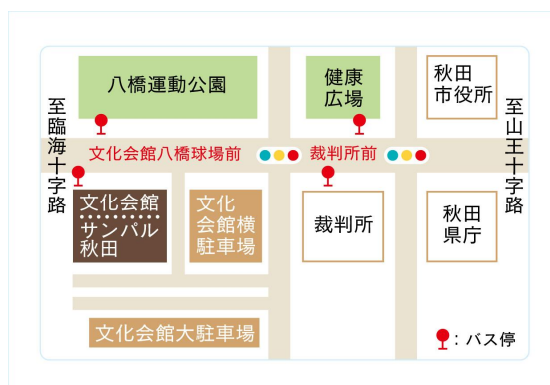 八橋運動公園
健康
広場
秋田
市役所
至臨海十字路
至山王十字路
文化会館八橋球場前
裁判所前
文化会館
サンパル
秋田
文化
会館横
駐車場
裁判所
秋田
県庁
文化会館大駐車場
：バス停